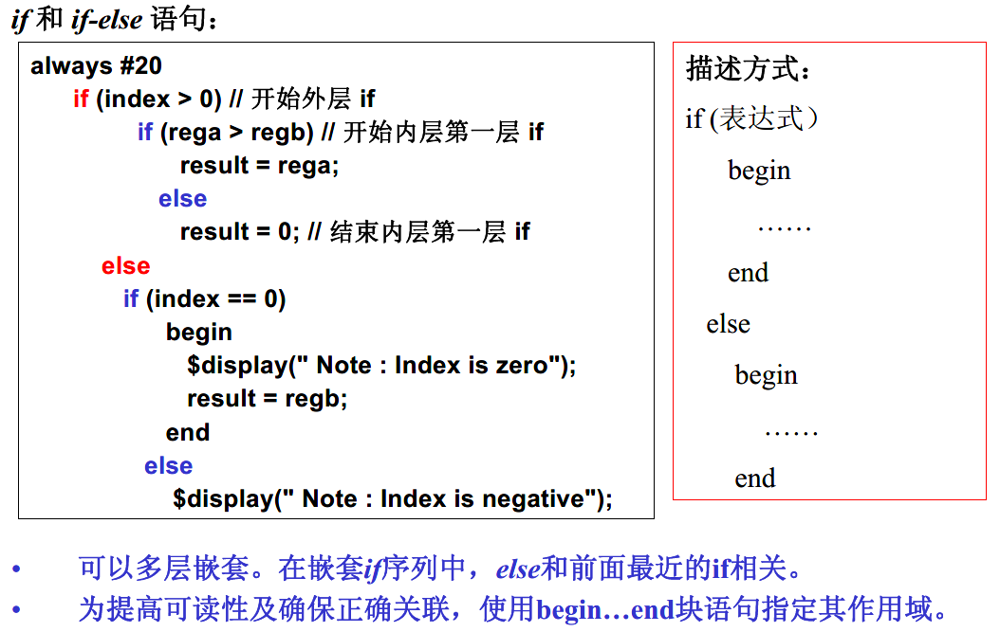 if 和 if-else 语句：
always #20
if (index > 0) // 开始外层 if
if (rega > regb) // 开始内层第一层 if
result = rega;
else
result = 0; // 结束内层第一层 if
else
if (index == 0)
begin
$display(" Note : Index is zero");
result = regb;
end
else
$display(" Note : Index is negative");
描述方式：
if (表达式）
begin
……
end
else
begin
……
end
• 可以多层嵌套。在嵌套if序列中，else和前面最近的if相关。
• 为提高可读性及确保正确关联，使用begin…end块语句指定其作用域。